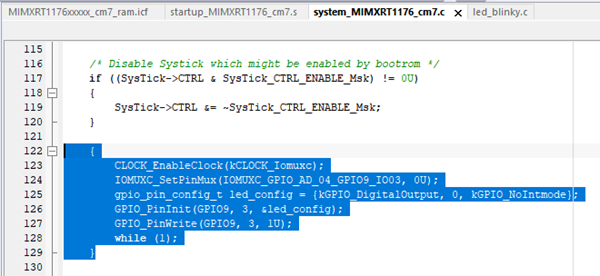 MIMXRT1176xxxxx_cm7_ram.icf startup_MIMXRT1176_cm7.s system_MIMXRT1176_cm7.c x led_blinky.c
115
116 /* Disable Systick which might be enabled by bootrom */
117 if ((SysTick->CTRL & SysTick_CTRL_ENABLE_Msk) != 0U)
118 {
119 SysTick->CTRL &= ~SysTick_CTRL_ENABLE_Msk;
120 }
121
122 {
123 CLOCK_EnableClock(kCLOCK_Iomuxc);
124 IOMUXC_SetPinMux(IOMUXC_GPIO_AD_04_GPIO9_IO03, 0U);
125 gpio_pin_config_t led_config = {kGPIO_DigitalOutput, 0, kGPIO_NoIntmode};
126 GPIO_PinInit(GPIO9, 3, &led_config);
127 GPIO_PinWrite(GPIO9, 3, 1U);
128 while (1);
129 }
130